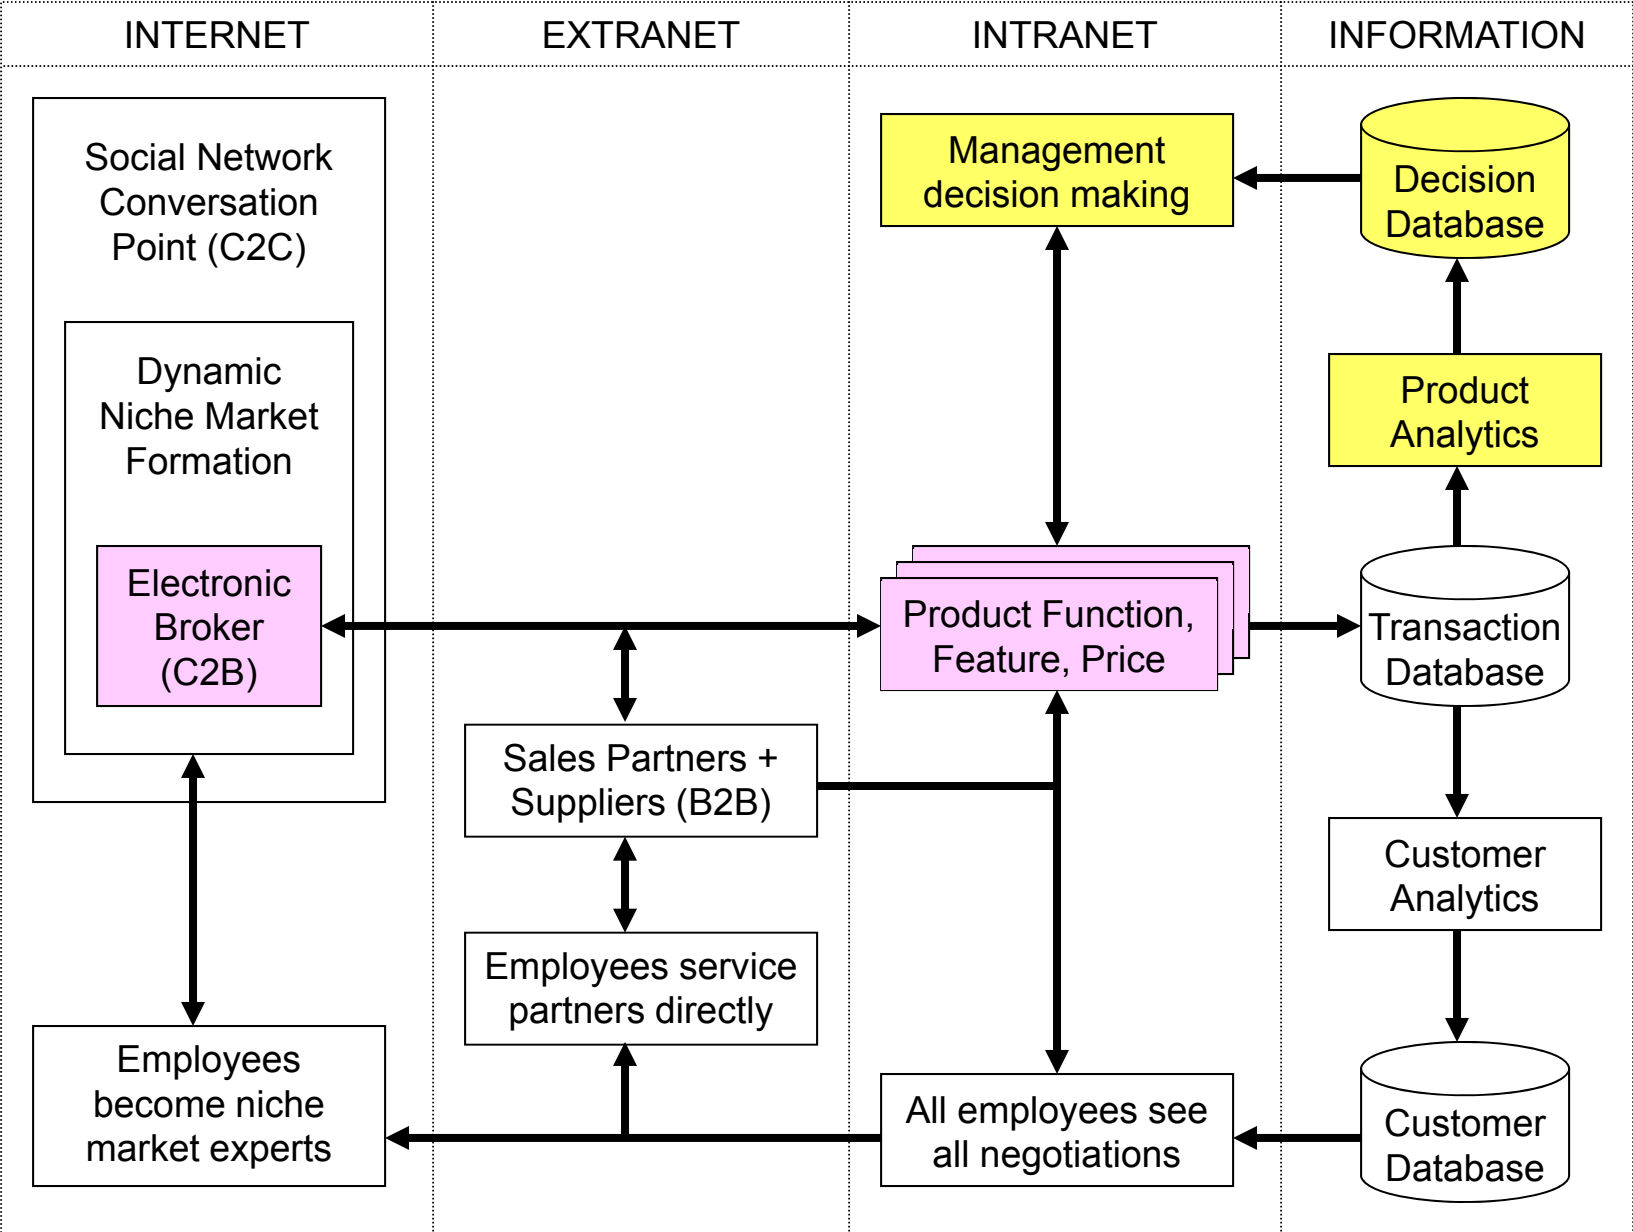 INTERNET
EXTRANET
INTRANET
INFORMATION
Social Network
Conversation
Point (C2C)
Dynamic
Niche Market
Formation
Electronic
Broker
(C2B)
Employees
become niche
market experts
Sales Partners +
Suppliers (B2B)
Employees service
partners directly
Management
decision making
Product Function,
Feature, Price
All employees see
all negotiations
Decision
Database
Product
Analytics
Transaction
Database
Customer
Analytics
Customer
Database